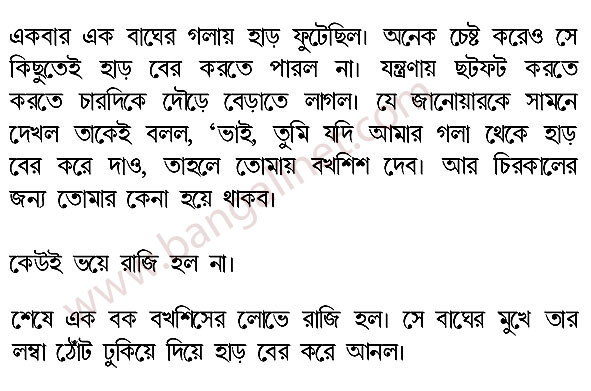 একবার এক বাঘের গলায় হাড় ফুটেছিল। অনেক চেষ্ট করেও সে
কিছুতেই হাড় বের করতে পারল না। যন্ত্রণায় ছটফট করতে
করতে চারদিকে দৌড়ে বেড়াতে লাগল। যে জানোয়ারকে সামনে
দেখল তাকেই বলল, ‘ভাই, তুমি যদি আমার গলা থেকে হাড়
বের করে দাও, তাহলে তোমায় বখশিশ দেব। আর চিরকালের
জন্য তোমার কেনা হয়ে থাকব।
কেউই ভয়ে রাজি হল না।
শেষে এক বক বখশিসের লোভে রাজি হল। সে বাঘের মুখে তার
লম্বা ঠোঁট ঢুকিয়ে দিয়ে হাড় বের করে আনল।
www.bangalinet.com